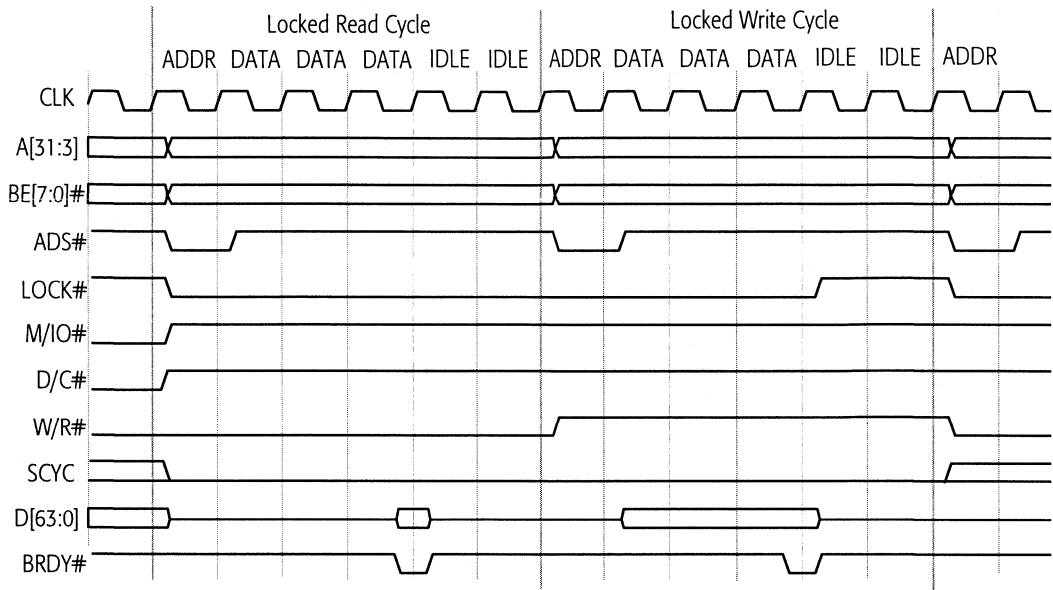 Locked Read Cycle Locked Write Cycle
ADDR DATA DATA DATA IDLE IDLE ADDR DATA DATA DATA IDLE IDLE ADDR
CLK
A[31:3]
BE[7:0]#
ADS#
LOCK#
M/IO#
D/C#
W/R#
SCYC
D[63:0]
BRDY#